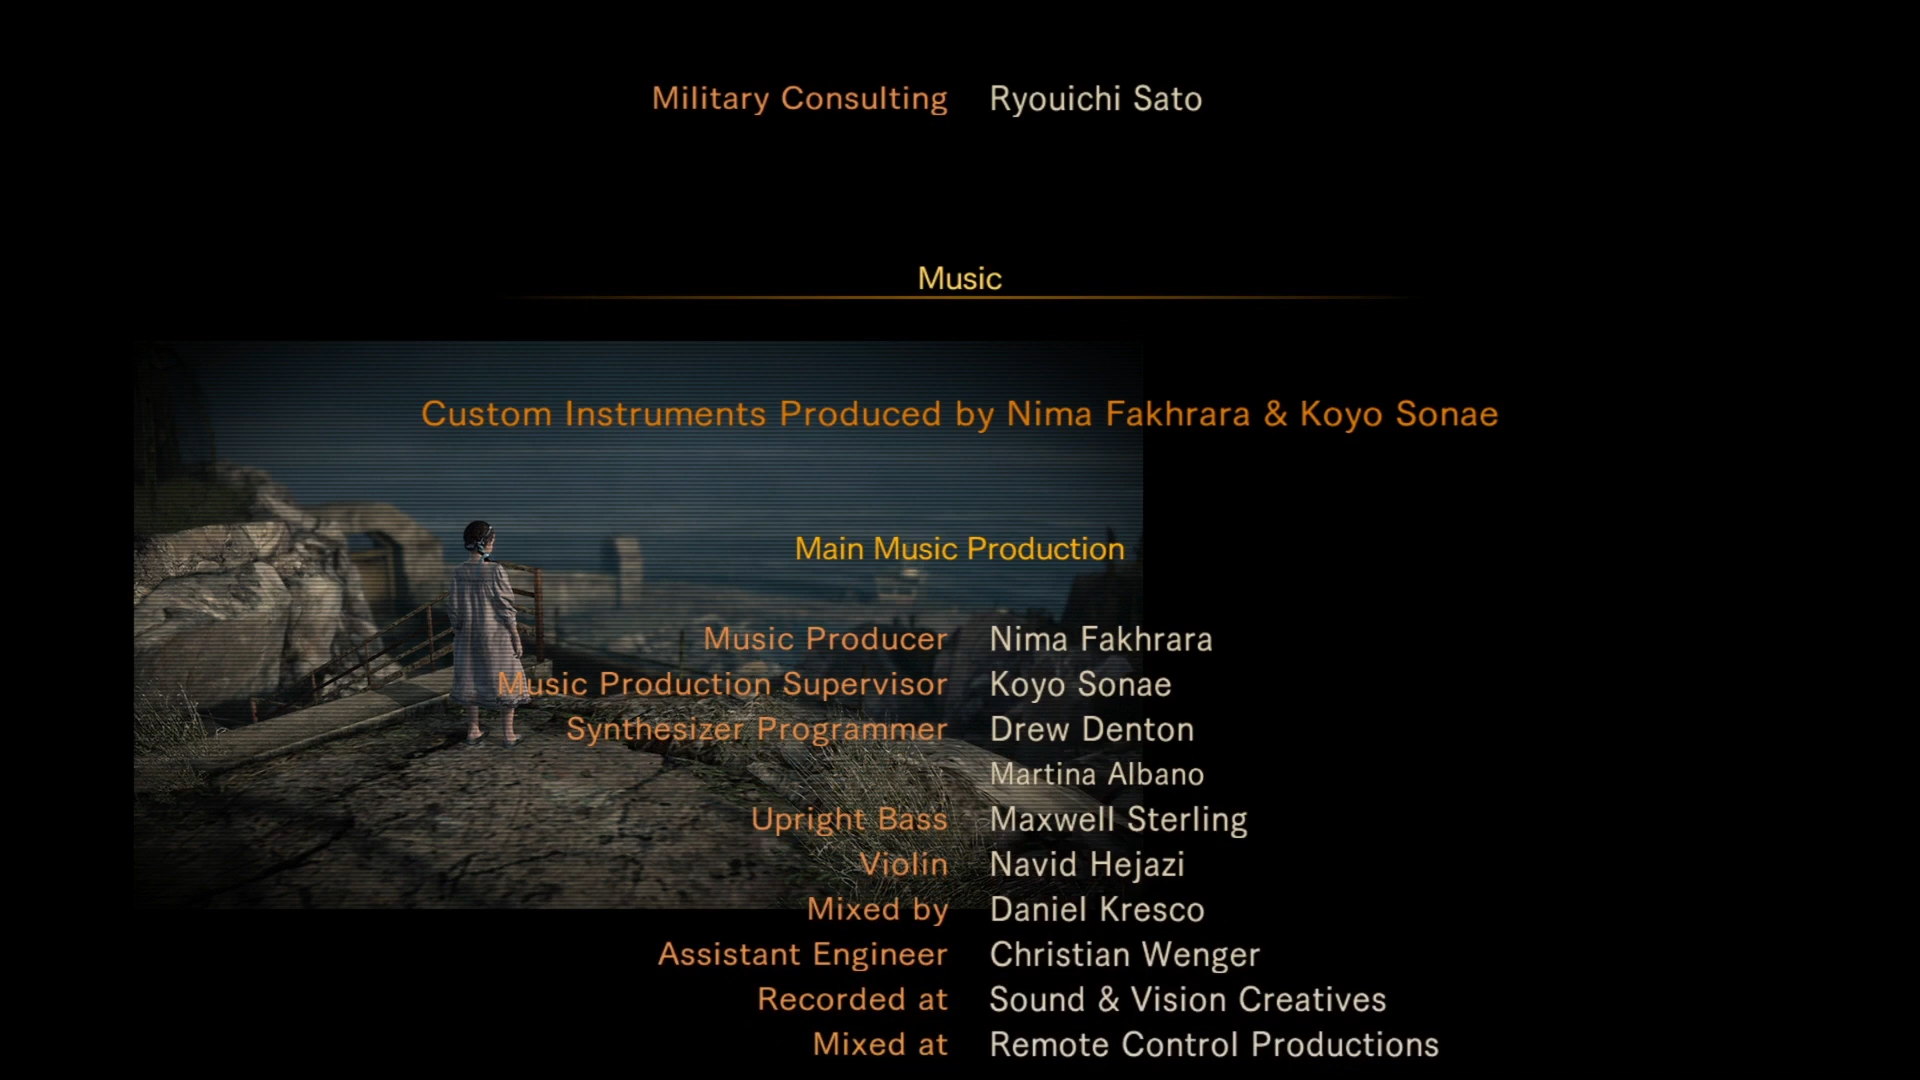 Military Consulting Ryouichi Sato
Music
Custom Instruments Produced by Nima Fakhrara & Koyo Sonae
Main Music Production
Music Producer Nima Fakhrara
Music Production Supervisor Koyo Sonae
Synthesizer Programmer Drew Denton
Martina Albano
Upright Bass Maxwell Sterling
Violin Navid Hejazi
Mixed by Daniel Kresco
Assistant Engineer Christian Wenger
Recorded at Sound & Vision Creatives
Mixed at Remote Control Productions